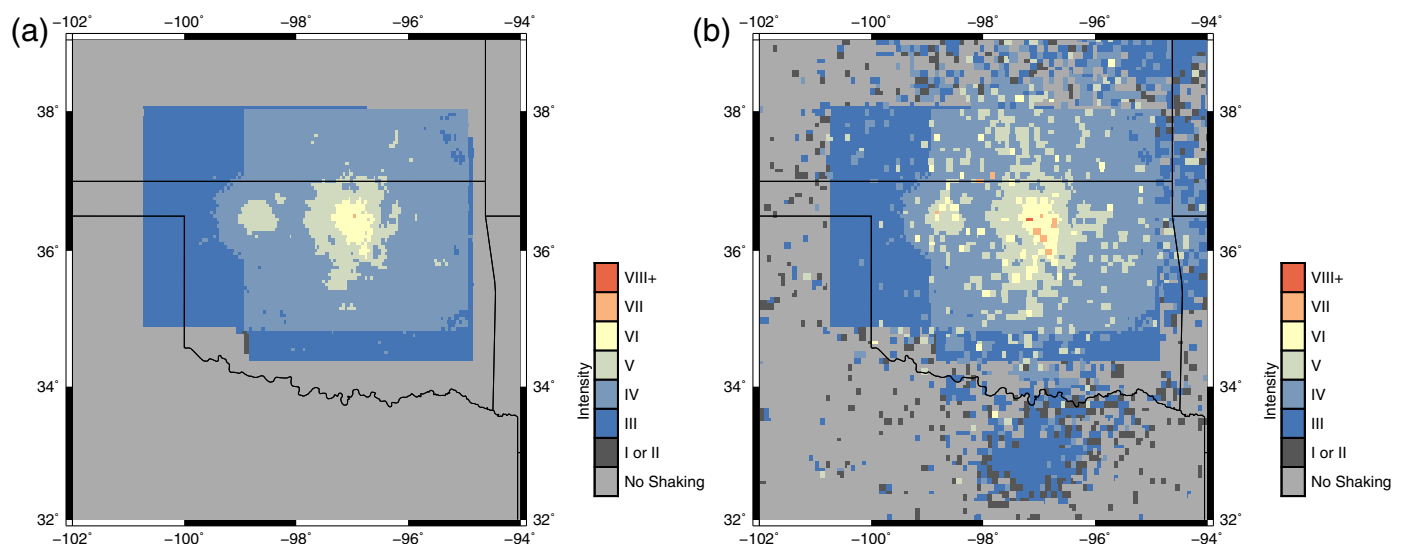 (a)
−102° −100° −98° −96° −94°
38° 38°
36° 36°
34° 34°
32° 32°
−102° −100° −98° −96° −94°
Intensity
VIII+
VII
VI
V
IV
III
I or II
No Shaking
(b)
−102° −100° −98° −96° −94°
38° 38°
36° 36°
34° 34°
32° 32°
−102° −100° −98° −96° −94°
Intensity
VIII+
VII
VI
V
IV
III
I or II
No Shaking